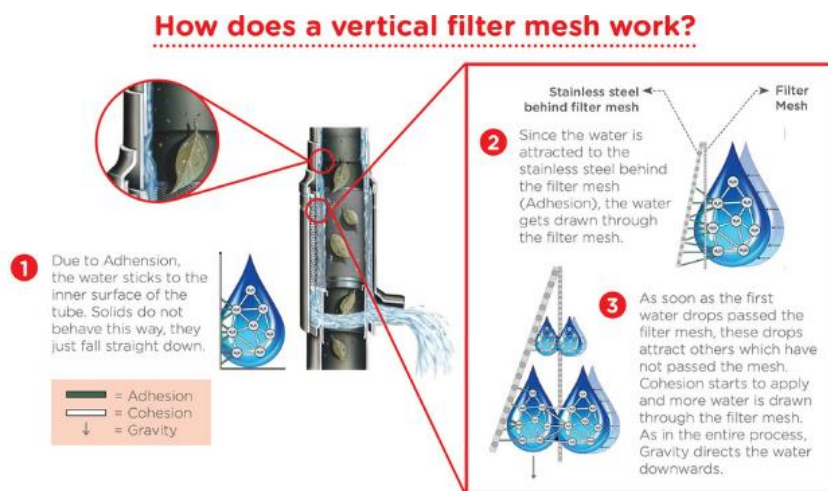 How does a vertical filter mesh work?
Stainless steel
behind filter mesh
Filter
Mesh
1
Due to Adhension,
the water sticks to the
inner surface of the
tube. Solids do not
behave this way, they
just fall straight down.
= Adhesion
= Cohesion
= Gravity
2
Since the water is
attracted to the
stainless steel behind
the filter mesh
(Adhesion), the water
gets drawn through
the filter mesh.
3
As soon as the first
water drops passed the
filter mesh, these drops
attract others which have
not passed the mesh.
Cohesion starts to apply
and more water is drawn
through the filter mesh.
As in the entire process,
Gravity directs the water
downwards.